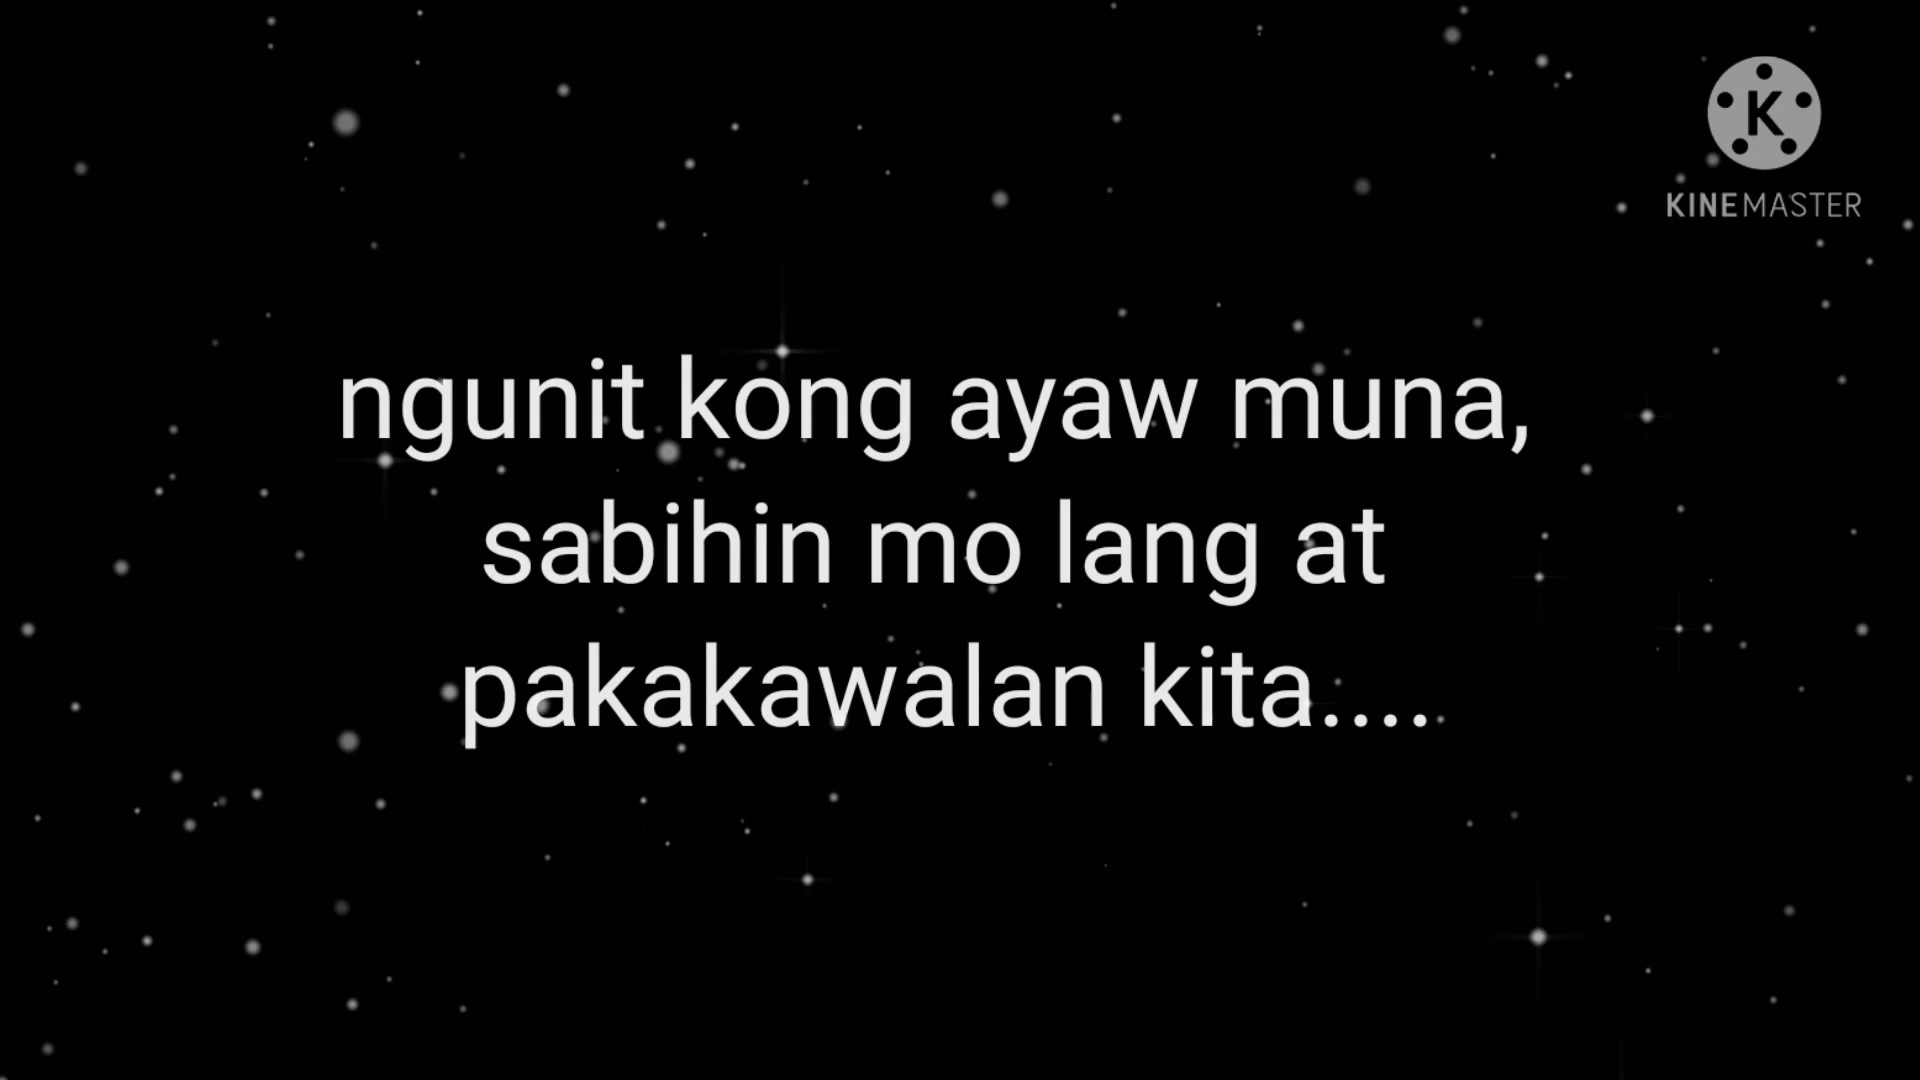 KINEMASTER
ngunit kong ayaw muna,
sabihin mo lang at
pakakawalan kita....